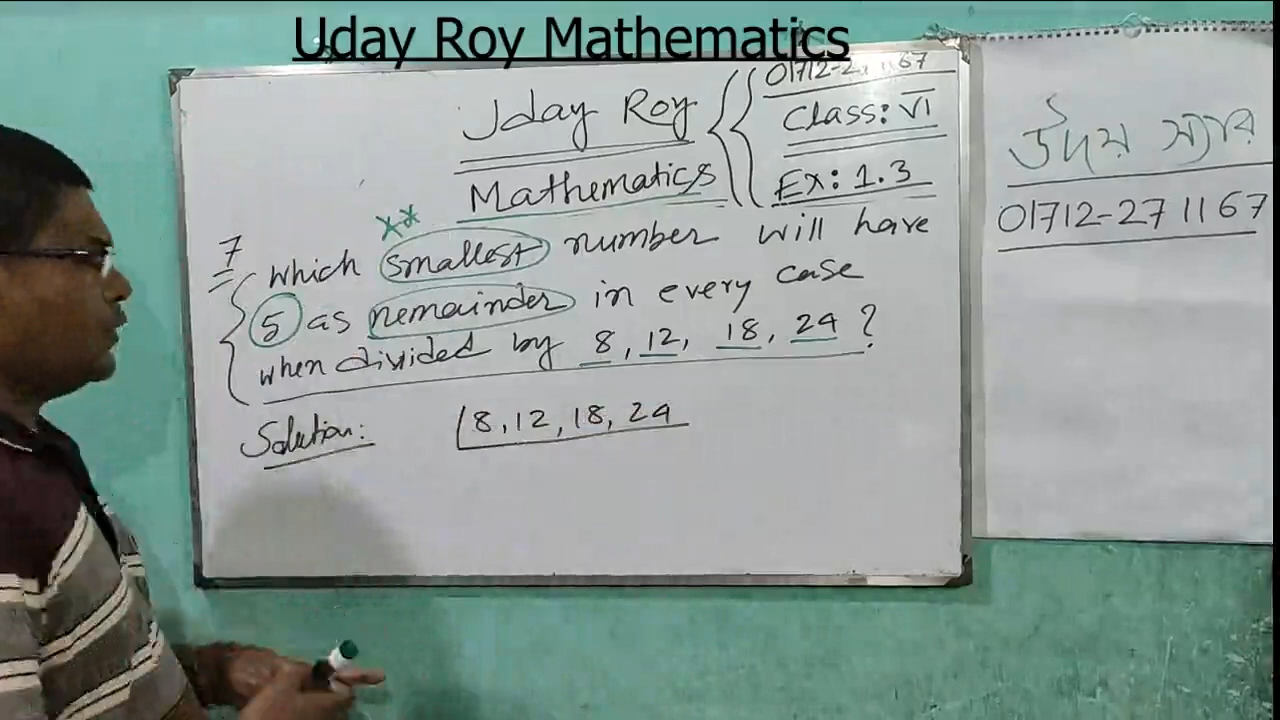 Uday Roy Mathematics
Uday Roy
Mathematics
Class: VI
Ex: 1.3
7
which smallest number will have
5 as remainder in every case
when divided by 8, 12, 18, 24 ?
Solution:
8, 12, 18, 24
উদয় স্যার
01712-271167